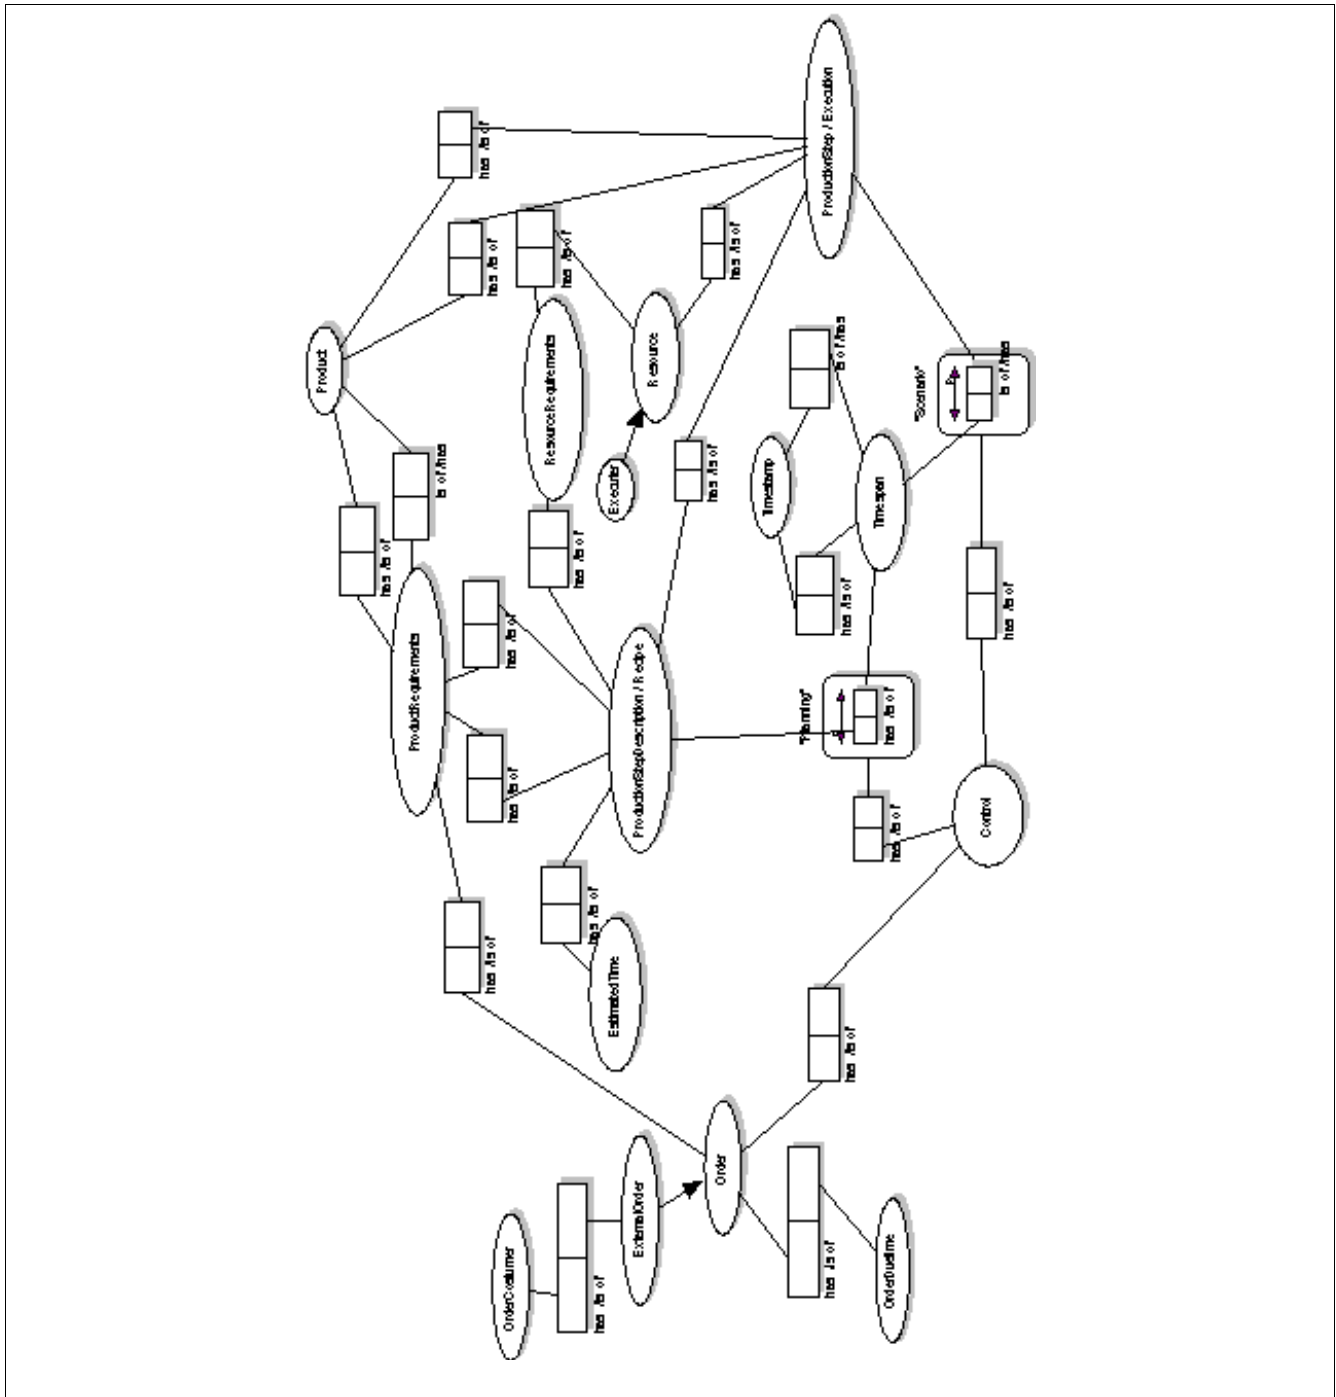 Product
has /is of
ProductRequirements
is of /has
has /is of
has /is of
has /is of
OrderCostumer
has /is of
has /is of
ResourceRequirements
has /is of
has /is of
has /is of
has /is of
Executer
EstimatedTime
ExternalOrder
ProductionStepDescription / Recipe
Resource
has /is of
Order
has /is of
Timestamp
"Planning"
ProductionStep / Execution
has /is of
is of /has
has /is of
has /is of
Timespan
has /is of
OrderDuetime
has /is of
"Scenario"
Control
is of /has
has /is of